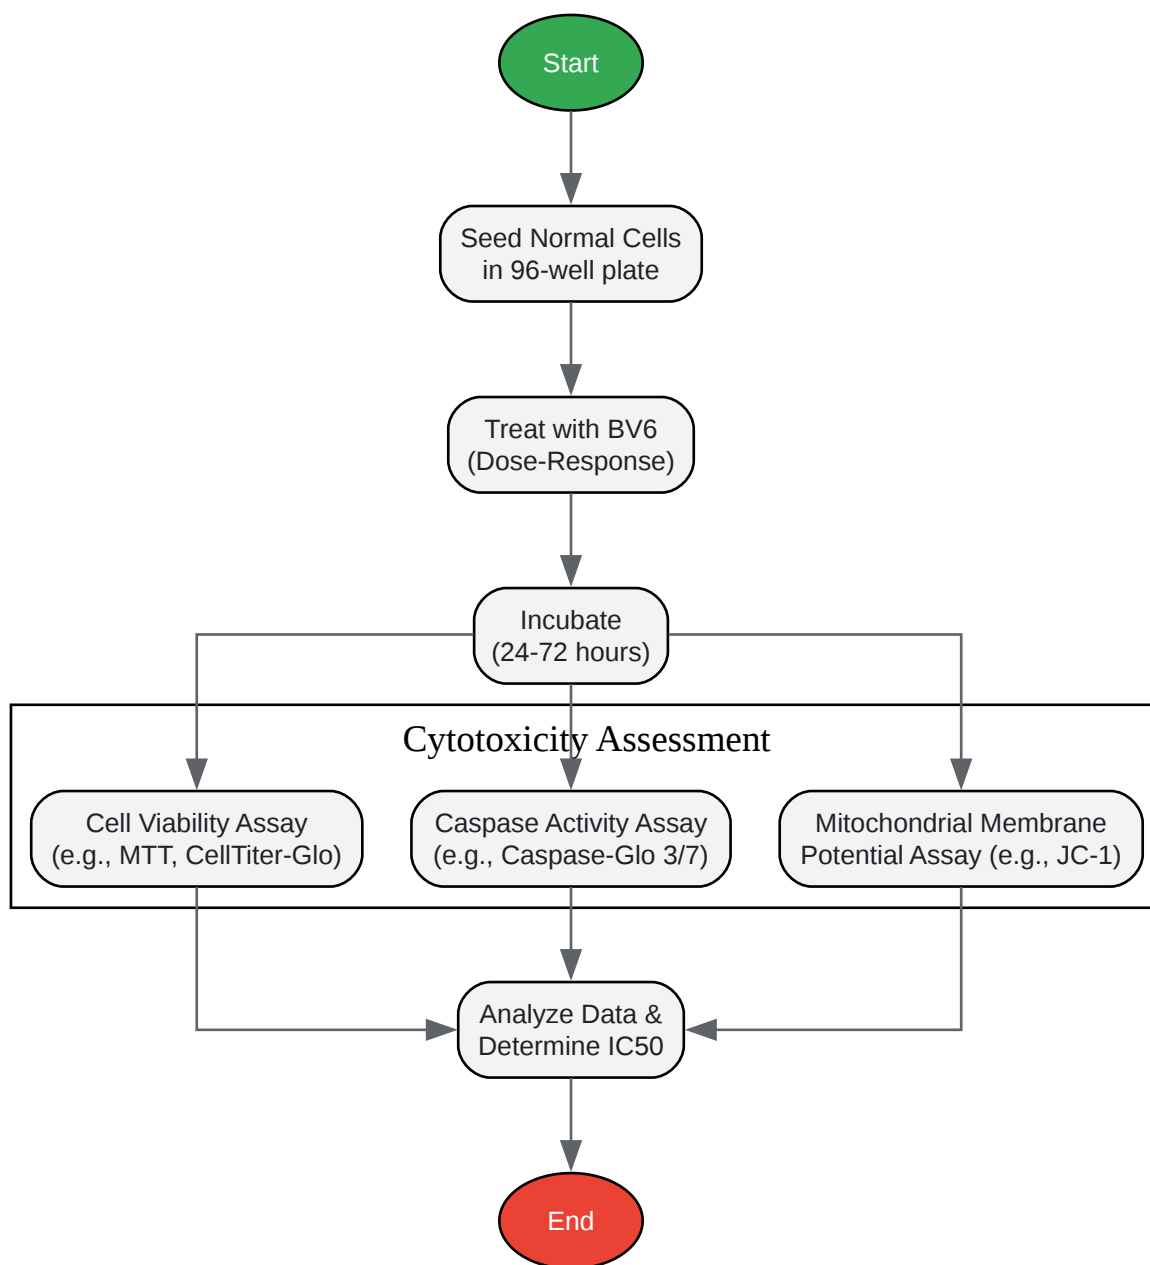 Start
Seed Normal Cells
in 96-well plate
Treat with BV6
(Dose-Response)
Incubate
(24-72 hours)
Cytotoxicity Assessment
Cell Viability Assay
(e.g., MTT, CellTiter-Glo)
Caspase Activity Assay
(e.g., Caspase-Glo 3/7)
Mitochondrial Membrane
Potential Assay (e.g., JC-1)
Analyze Data &
Determine IC50
End